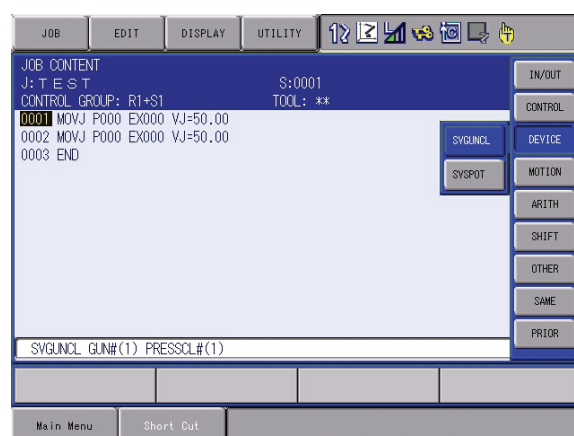 JOB EDIT DISPLAY UTILITY
JOB CONTENT
J:TEST S:0001
CONTROL GROUP: R1+S1 TOOL: **
0001 MOVJ P000 EX000 VJ=50.00
0002 MOVJ P000 EX000 VJ=50.00
0003 END
SVGUNCL
SVSPOT
IN/OUT
CONTROL
DEVICE
MOTION
ARITH
SHIFT
OTHER
SAME
PRIOR
SVGUNCL GUN#(1) PRESSCL#(1)
Main Menu Short Cut